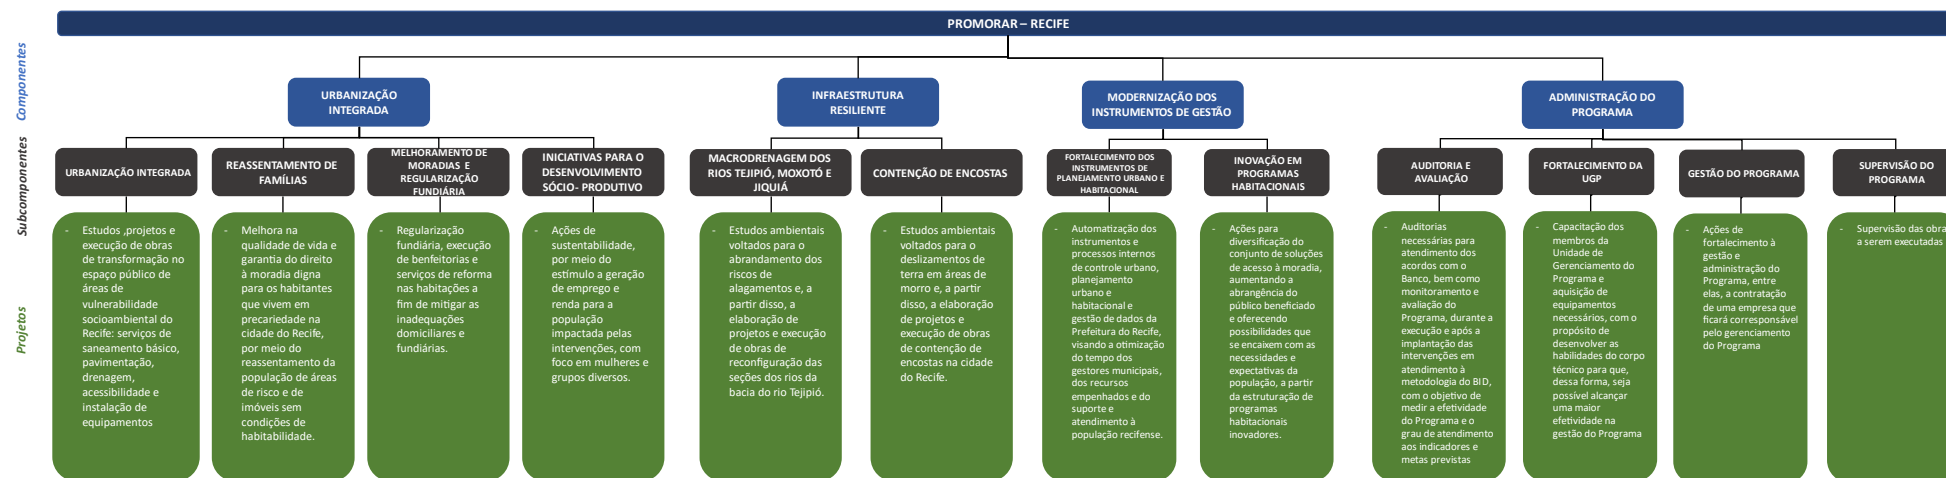 PROMORAR – RECIFE
Componentes
URBANIZAÇÃO
INTEGRADA
INFRAESTRUTURA
RESILIENTE
MODERNIZAÇÃO DOS
INSTRUMENTOS DE GESTÃO
ADMINISTRAÇÃO DO
PROGRAMA
Subcomponentes
URBANIZAÇÃO INTEGRADA
REASSENTAMENTO DE
FAMÍLIAS
MELHORAMENTO DE
MORADIAS E
REGULARIZAÇÃO
FUNDIÁRIA
INICIATIVAS PARA O
DESENVOLVIMENTO
SÓCIO- PRODUTIVO
MACRODRENAGEM DOS
RIOS TEJIPIÓ, MOXOTÓ E
JIQUIÁ
CONTENÇÃO DE ENCOSTAS
FORTALECIMENTO DOS
INSTRUMENTOS DE
PLANEJAMENTO URBANO E
HABITACIONAL
INOVAÇÃO EM
PROGRAMAS
HABITACIONAIS
AUDITORIA E
AVALIAÇÃO
FORTALECIMENTO DA
UGP
GESTÃO DO PROGRAMA
SUPERVISÃO DO
PROGRAMA
Projetos
- Estudos ,projetos e
execução de obras
de transformação no
espaço público de
áreas de
vulnerabilidade
socioambiental do
Recife: serviços de
saneamento básico,
pavimentação,
drenagem,
acessibilidade e
instalação de
equipamentos
- Melhora na
qualidade de vida e
garantia do direito
à moradia digna
para os habitantes
que vivem em
precariedade na
cidade do Recife,
por meio do
reassentamento da
população de áreas
de risco e de
imóveis sem
condições de
habitabilidade.
- Regularização
fundiária, execução
de benfeitorias e
serviços de reforma
nas habitações a
fim de mitigar as
inadequações
domiciliares e
fundiárias.
- Ações de
sustentabilidade,
por meio do
estímulo a geração
de emprego e
renda para a
população
impactada pelas
intervenções, com
foco em mulheres e
grupos diversos.
- Estudos ambientais
voltados para o
abrandamento dos
riscos de
alagamentos e, a
partir disso, a
elaboração de
projetos e execução
de obras de
reconfiguração das
seções dos rios da
bacia do rio Tejipió.
- Estudos ambientais
voltados para o
deslizamentos de
terra em áreas de
morro e, a partir
disso, a elaboração
de projetos e
execução de obras
de contenção de
encostas na cidade
do Recife.
- Automatização dos
instrumentos e
processos internos
de controle urbano,
planejamento
urbano e
habitacional e
gestão de dados da
Prefeitura do Recife,
visando a otimização
do tempo dos
gestores municipais,
dos recursos
empenhados e do
suporte e
atendimento à
população recifense.
- Ações para
diversificação do
conjunto de soluções
de acesso à moradia,
aumentando a
abrangência do
público beneficiado
e oferecendo
possibilidades que
se encaixem com as
necessidades e
expectativas da
população, a partir
da estruturação de
programas
habitacionais
inovadores.
- Auditorias
necessárias para
atendimento dos
acordos com o
Banco, bem como
monitoramento e
avaliação do
Programa, durante a
execução e após a
implantação das
intervenções em
atendimento à
metodologia do BID,
com o objetivo de
medir a efetividade
do Programa e o
grau de atendimento
aos indicadores e
metas previstas
- Capacitação dos
membros da
Unidade de
Gerenciamento do
Programa e
aquisição de
equipamentos
necessários, com o
propósito de
desenvolver as
habilidades do corpo
técnico para que,
dessa forma, seja
possível alcançar
uma maior
efetividade na
gestão do Programa
- Ações de
fortalecimento à
gestão e
administração do
Programa, entre
elas, a contratação
de uma empresa que
ficará corresponsável
pelo gerenciamento
do Programa
- Supervisão das obra
a serem executadas